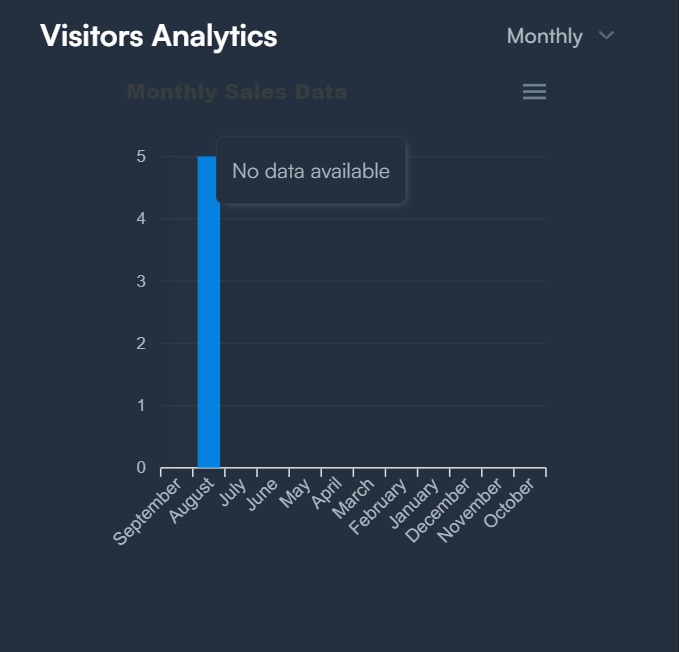 Visitors Analytics
Monthly
Monthly Sales Data
No data available
5
4
3
2
1
0
September
August
July
June
May
April
March
February
January
December
November
October